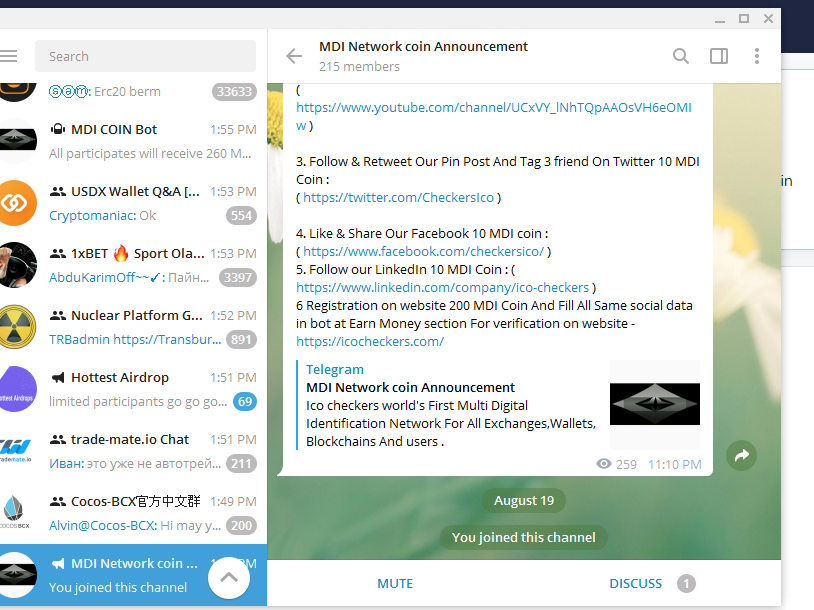 Search
ⓢⓐⓜ: Erc20 berm
33633
MDI COIN Bot
1:55 PM
All participates will receive 260 M...
USDX Wallet Q&A [...
1:53 PM
Cryptomaniac: Ok
554
1xBET 🔥 Sport Ola...
1:53 PM
AbduKarimOff~~✓: Пайн...
3397
Nuclear Platform G...
1:52 PM
TRBadmin https://Transbur...
891
Hottest Airdrop
1:51 PM
limited participants go go go...
69
trade-mate.io Chat
1:51 PM
Иван: это уже не автотрей...
211
Cocos-BCX官方中文群
1:49 PM
Alvin@Cocos-BCX: Hi may y...
200
MDI Network coin ...
You joined this channel
MDI Network coin Announcement
215 members
(
https://www.youtube.com/channel/UCxVY_lNhTQpAAOsVH6eOMI
w )
3. Follow & Retweet Our Pin Post And Tag 3 friend On Twitter 10 MDI
Coin :
( https://twitter.com/CheckersIco )
4. Like & Share Our Facebook 10 MDI coin :
( https://www.facebook.com/checkersico/ )
5. Follow our LinkedIn 10 MDI Coin : (
https://www.linkedin.com/company/ico-checkers )
6 Registration on website 200 MDI Coin And Fill All Same social data
in bot at Earn Money section For verification on website -
https://icocheckers.com/
Telegram
MDI Network coin Announcement
Ico checkers world's First Multi Digital
Identification Network For All Exchanges,Wallets,
Blockchains And users .
259 11:10 PM
August 19
You joined this channel
MUTE
DISCUSS 1
in